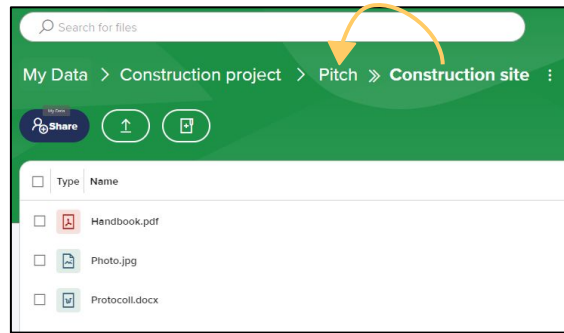 Search for files
My Data > Construction project > Pitch >> Construction site
My Data
Share
Type Name
Handbook.pdf
Photo.jpg
Protocoll.docx